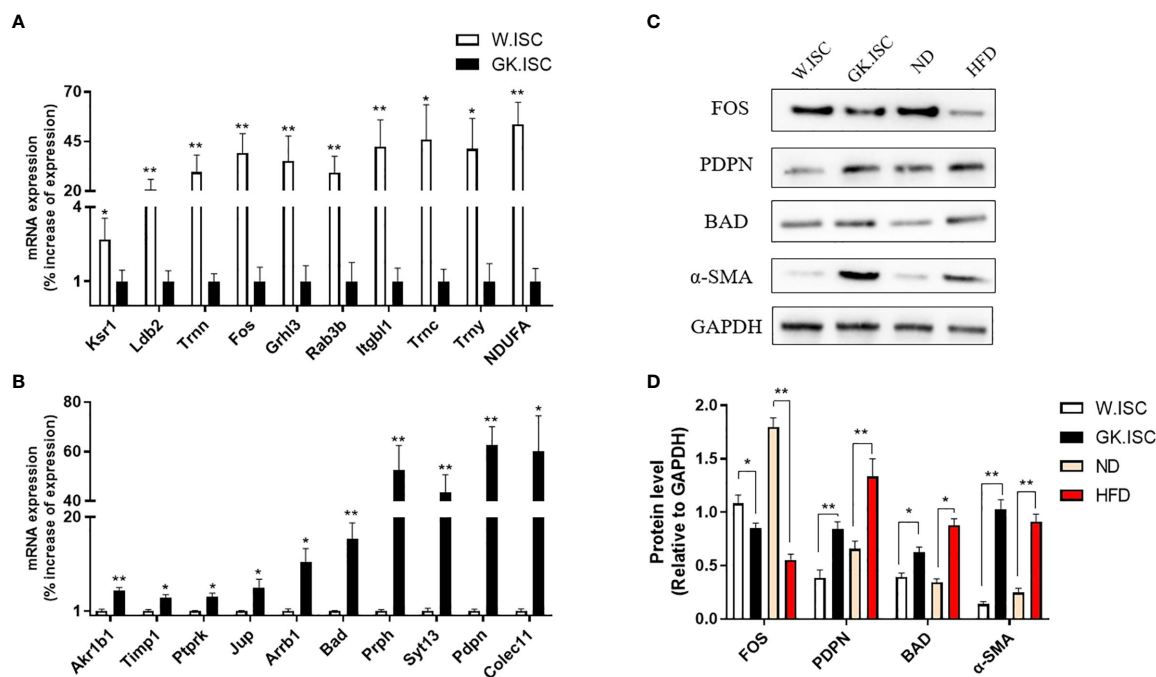 A
W.ISC
GK.ISC
mRNA expression
(% increase of expression)
70
45
20
4
1
* ** ** ** ** ** ** * * **
Ksr1 Ldb2 Trnn Fos Grhl3 Rab3b Itgbl1 Trnc Trny NDUFA
B
mRNA expression
(% increase of expression)
80
60
40
20
1
** * * * * ** ** ** ** *
Akr1b1 Timp1 Ptprk Jup Arrb1 Bad Prph Syt13 Pdpn Colec11
C
W.ISC GK.ISC ND HFD
FOS
PDPN
BAD
α-SMA
GAPDH
D
W.ISC
GK.ISC
ND
HFD
Protein level
(Relative to GAPDH)
2.0
1.5
1.0
0.5
0.0
* ** ** ** * * ** **
FOS PDPN BAD α-SMA